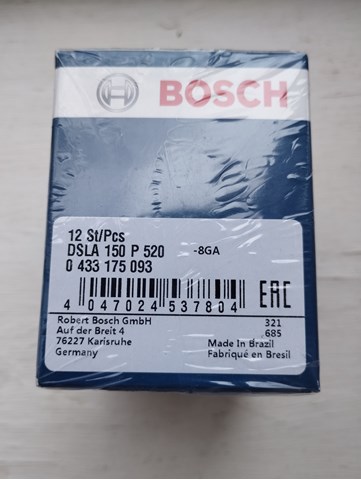 BOSCH
12 St/Pcs
DSLA 150 P 520 -8GA
0 433 175 093
4 047024 537804
EAC
Robert Bosch GmbH 321
Auf der Breit 4 685
76227 Karlsruhe Made In Brazil
Germany Fabriqué en Bresil